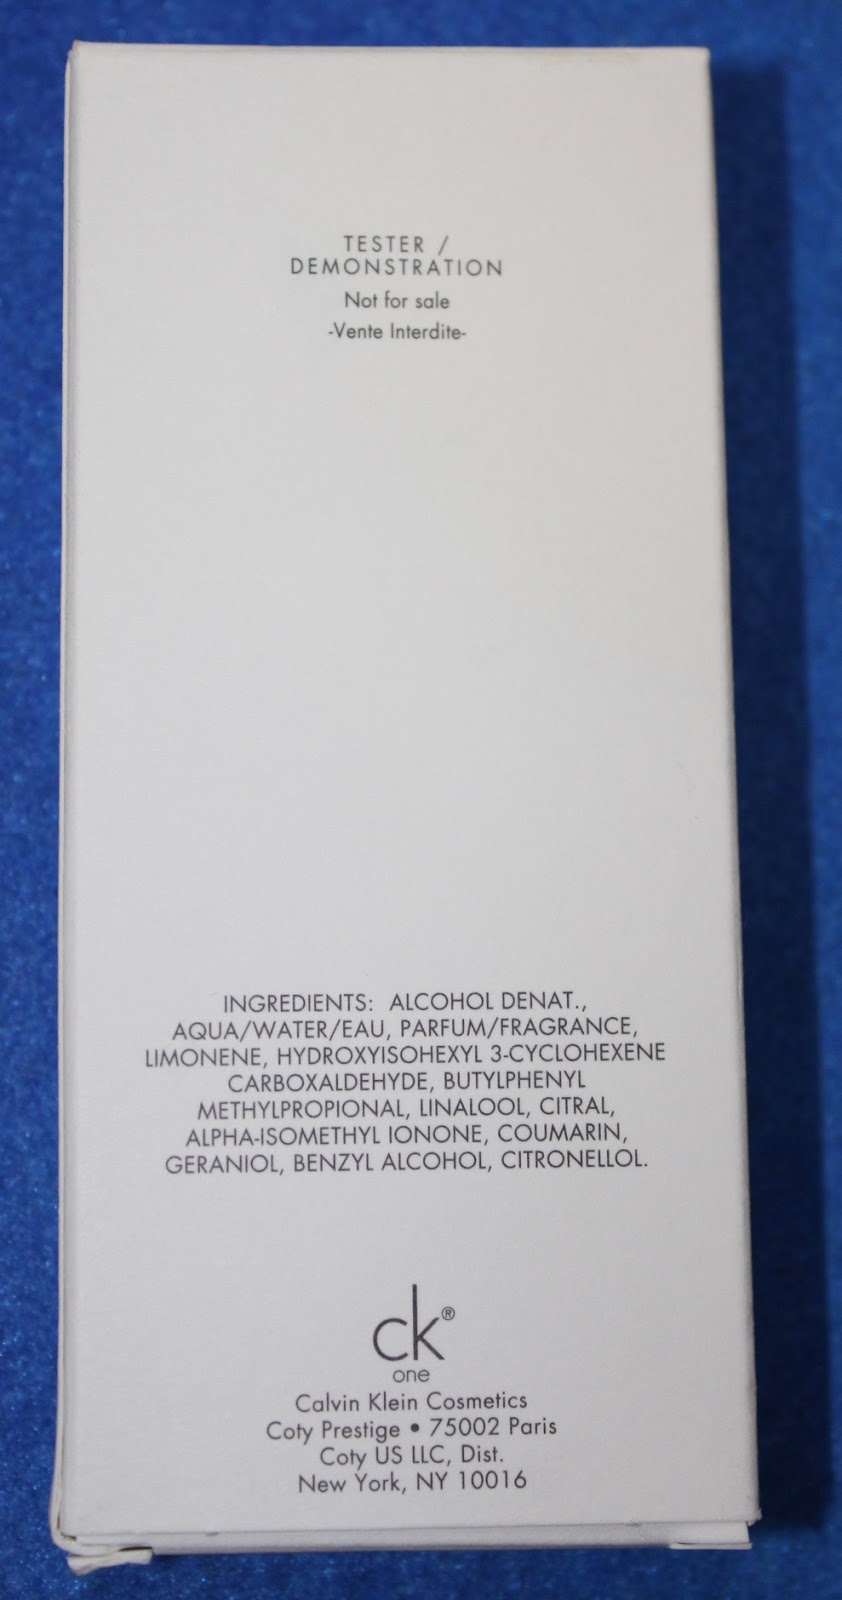 TESTER /
DEMONSTRATION
Not for sale
-Vente Interdite-
INGREDIENTS: ALCOHOL DENAT.,
AQUA/WATER/EAU, PARFUM/FRAGRANCE,
LIMONENE, HYDROXYISOHEXYL 3-CYCLOHEXENE
CARBOXALDEHYDE, BUTYLPHENYL
METHYLPROPIONAL, LINALOOL, CITRAL,
ALPHA-ISOMETHYL IONONE, COUMARIN,
GERANIOL, BENZYL ALCOHOL, CITRONELLOL.
ck®
one
Calvin Klein Cosmetics
Coty Prestige • 75002 Paris
Coty US LLC, Dist.
New York, NY 10016